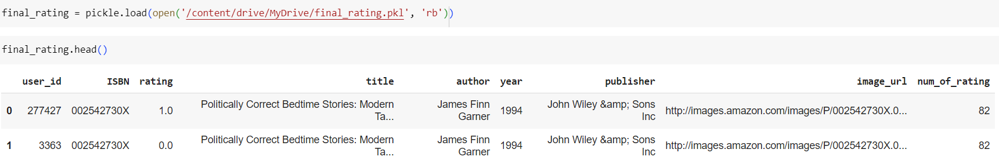 final_rating = pickle.load(open('/content/drive/MyDrive/final_rating.pkl', 'rb'))
final_rating.head()
user_id ISBN rating title author year publisher image_url num_of_rating
0 277427 002542730X 1.0 Politically Correct Bedtime Stories: Modern Ta... James Finn Garner 1994 John Wiley &amp; Sons Inc http://images.amazon.com/images/P/002542730X.0... 82
1 3363 002542730X 0.0 Politically Correct Bedtime Stories: Modern Ta... James Finn Garner 1994 John Wiley &amp; Sons Inc http://images.amazon.com/images/P/002542730X.0... 82